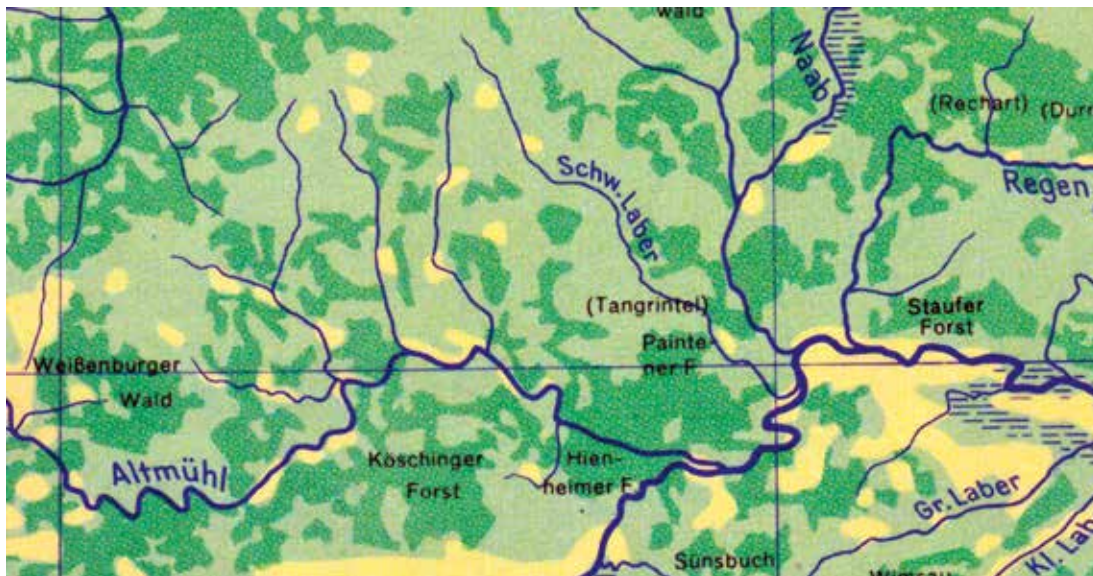 wald
Naab
(Rechart)
(Durr
Regen
Schw. Laber
(Tangrintel)
Staufer
Forst
Painte-
ner F.
Weißenburger
Wald
Altmühl
Köschinger
Forst
Hien-
heimer F.
Gr. Laber
Kl. Lab
Sünsbuch